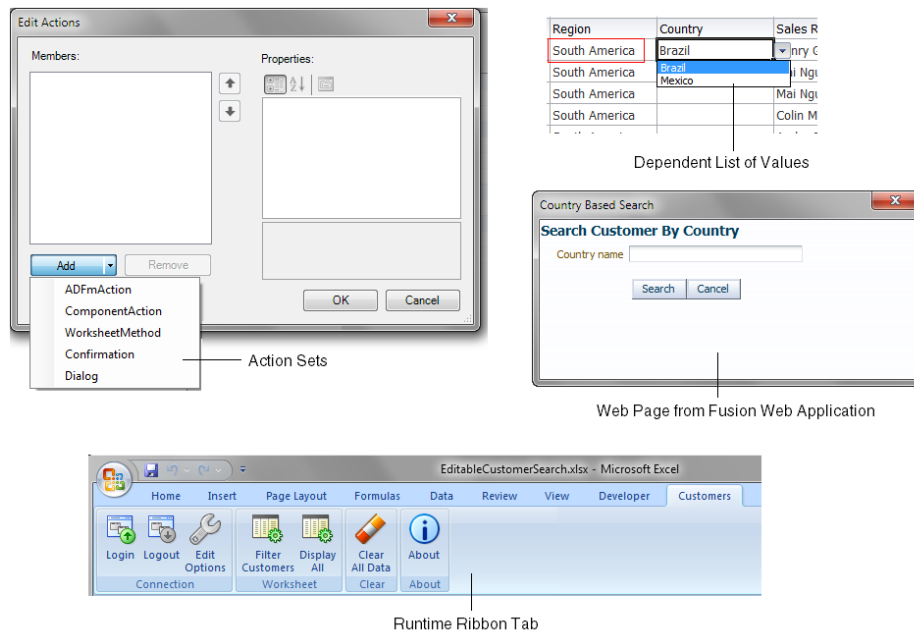 Edit Actions
Members:
Properties:
Add
Remove
ADFmAction
ComponentAction
WorksheetMethod
Confirmation
Dialog
OK
Cancel
Action Sets
Region Country Sales R
South America Brazil
South America
Brazil
Mexico
South America Mai Ngu
South America Colin M
Dependent List of Values
Country Based Search
Search Customer By Country
Country name
Search Cancel
Web Page from Fusion Web Application
EditableCustomerSearch.xlsx - Microsoft Excel
Home Insert Page Layout Formulas Data Review View Developer Customers
Login Logout Edit Options
Filter Customers Display All
Clear All Data
About
Connection Worksheet Clear About
Runtime Ribbon Tab